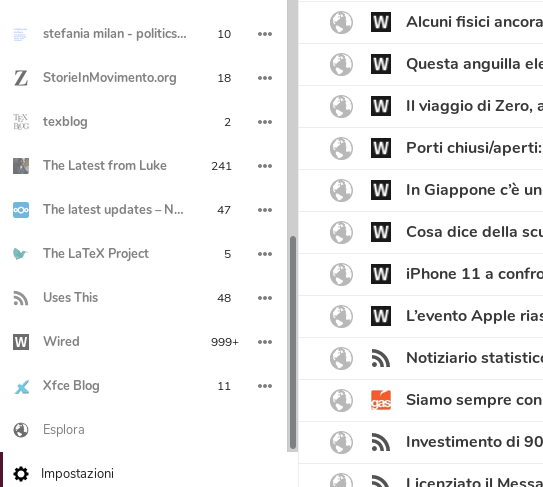 stefania milan - politics... 10
StorieInMovimento.org 18
texblog 2
The Latest from Luke 241
The latest updates – N... 47
The LaTeX Project 5
Uses This 48
Wired 999+
Xfce Blog 11
Esplora
Impostazioni
Alcuni fisici ancora
Questa anguilla ele
Il viaggio di Zero, a
Porti chiusi/aperti:
In Giappone c'è un
Cosa dice della scu
iPhone 11 a confro
L'evento Apple rias
Notiziario statistico
gas Siamo sempre con
Investimento di 90
Licenziato il Messa